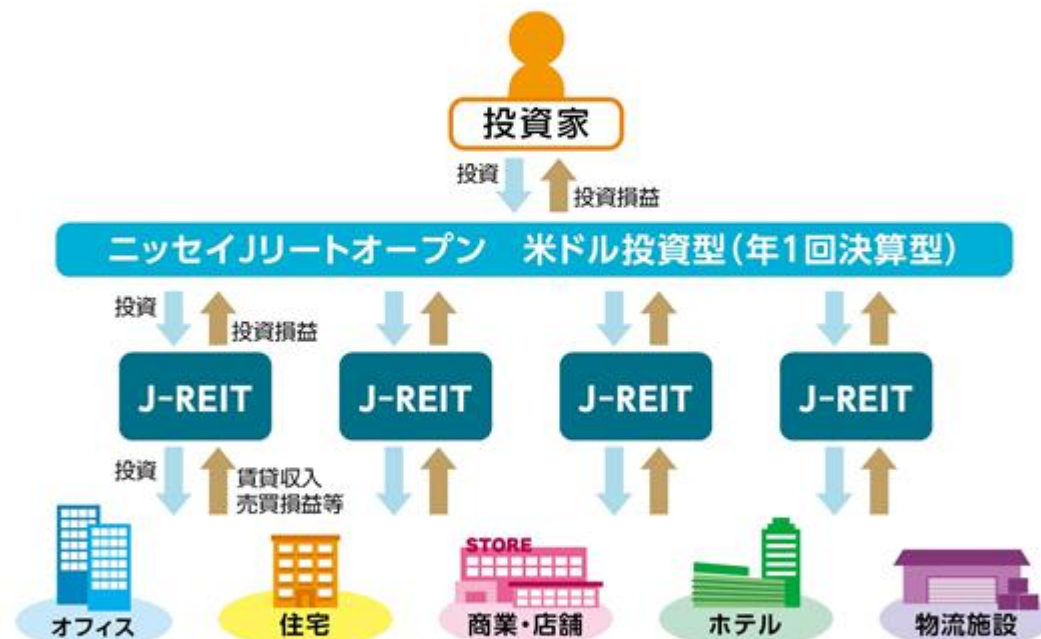 投資家
投資
投資損益
ニッセイJリートオープン 米ドル投資型(年1回決算型)
投資
投資損益
J-REIT
J-REIT
J-REIT
J-REIT
投資
賃貸収入
売買損益等
STORE
オフィス
住宅
商業・店舗
ホテル
物流施設